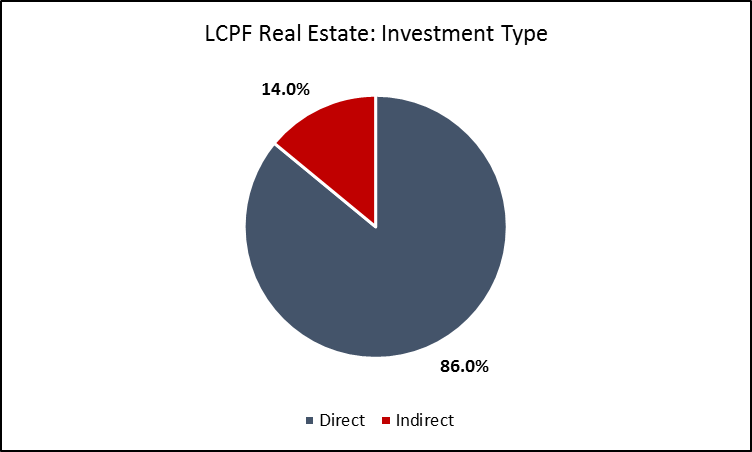 LCPF Real Estate: Investment Type
14.0%
86.0%
Direct Indirect